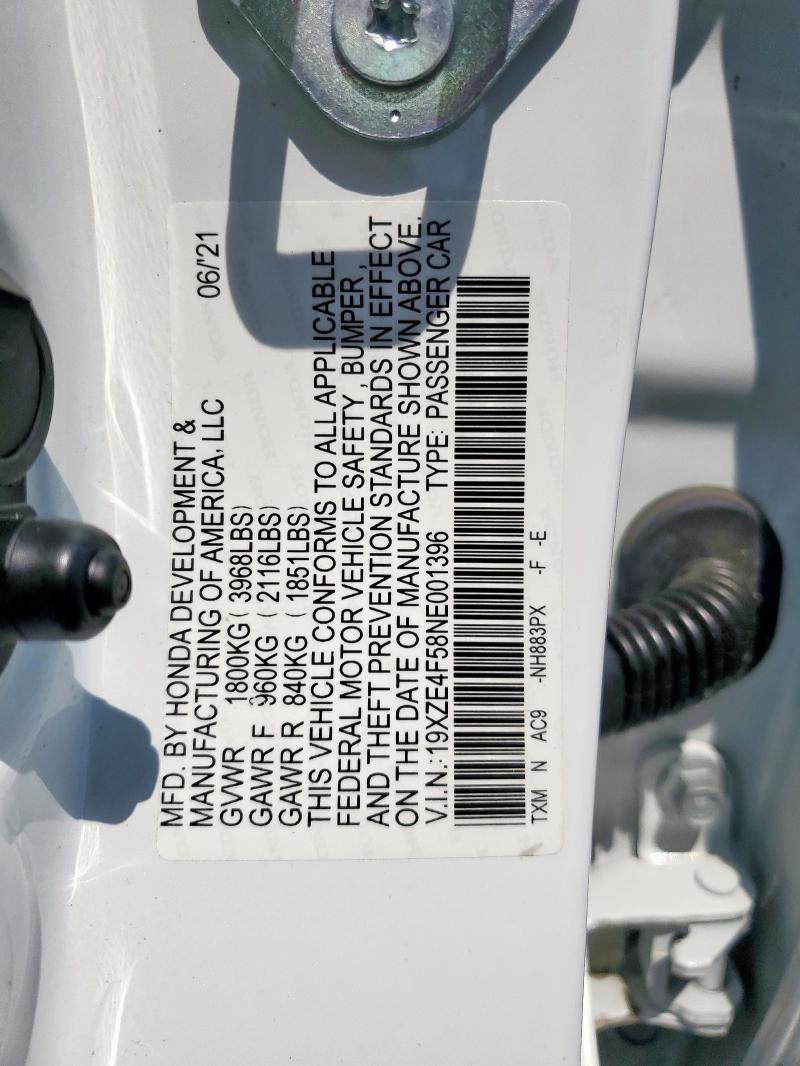 MFD. BY HONDA DEVELOPMENT &
MANUFACTURING OF AMERICA, LLC 06/'21
GVWR 1800KG ( 3968LBS)
GAWR F 960KG ( 2116LBS)
GAWR R 840KG ( 1851LBS)
THIS VEHICLE CONFORMS TO ALL APPLICABLE
FEDERAL MOTOR VEHICLE SAFETY, BUMPER,
AND THEFT PREVENTION STANDARDS IN EFFECT
ON THE DATE OF MANUFACTURE SHOWN ABOVE.
V.I.N.:19XZE4F58NE001396 TYPE: PASSENGER CAR
TXM N AC9 -NH883PX -F -E